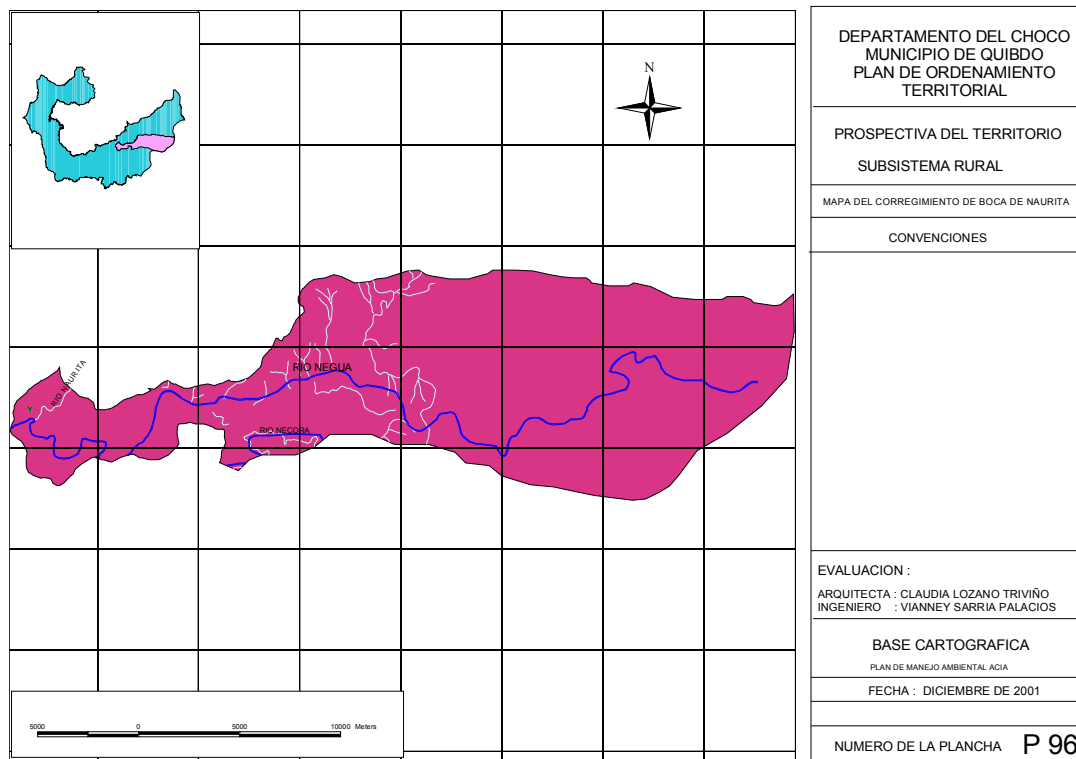 N
DEPARTAMENTO DEL CHOCO
MUNICIPIO DE QUIBDO
PLAN DE ORDENAMIENTO
TERRITORIAL
PROSPECTIVA DEL TERRITORIO
SUBSISTEMA RURAL
MAPA DEL CORREGIMIENTO DE BOCA DE NAURITA
CONVENCIONES
RIO NAURITA
Y
RIO NEGUA
RIO NECORA
EVALUACION :
ARQUITECTA : CLAUDIA LOZANO TRIVIÑO
INGENIERO : VIANNEY SARRIA PALACIOS
BASE CARTOGRAFICA
PLAN DE MANEJO AMBIENTAL ACIA
FECHA : DICIEMBRE DE 2001
NUMERO DE LA PLANCHA P 96
5000 0 5000 10000 Meters